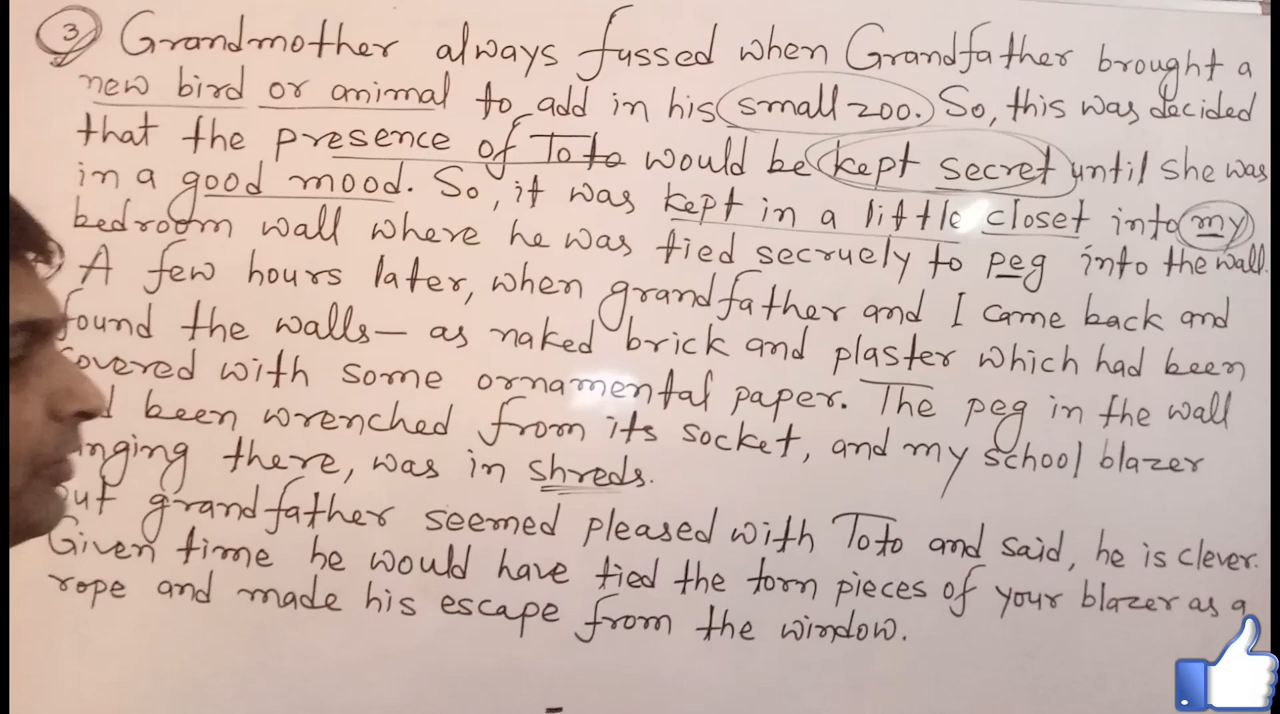 3 Grandmother always fussed when Grandfather brought a
new bird or animal to add in his small zoo. So, this was decided
that the presence of Toto would be kept secret until she was
in a good mood. So, it was kept in a little closet into my
bedroom wall where he was tied secruely to peg into the wall.
A few hours later, when grandfather and I came back and
found the walls— as naked brick and plaster which had been
covered with some ornamental paper. The peg in the wall
been wrenched from its socket, and my school blazer
there, was in shreds.
But grandfather seemed pleased with Toto and said, he is clever.
Given time he would have tied the torn pieces of your blazer as a
rope and made his escape from the window.